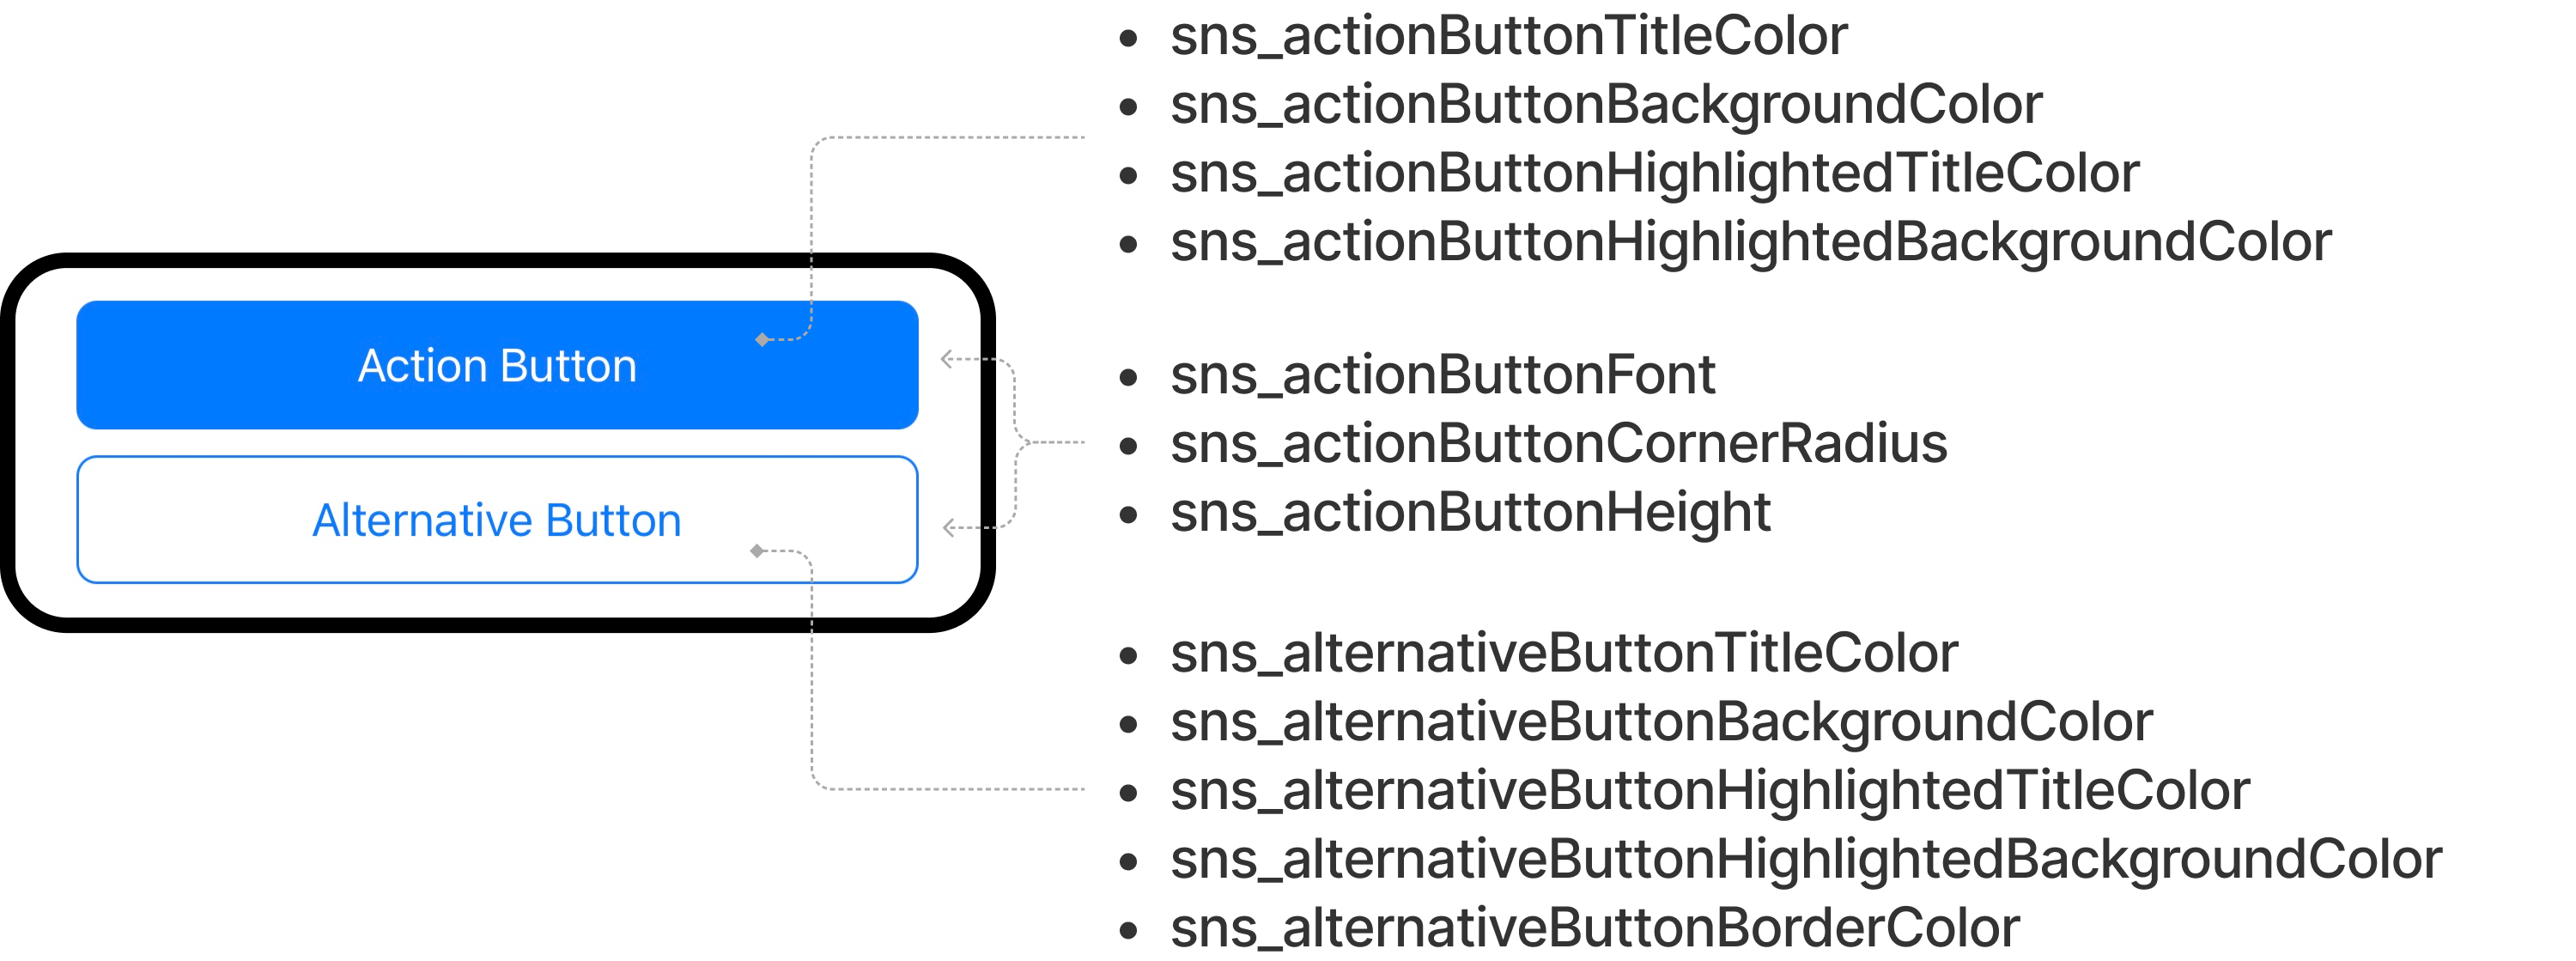 Action Button
Alternative Button
• sns_actionButtonTitleColor
• sns_actionButtonBackgroundColor
• sns_actionButtonHighlightedTitleColor
• sns_actionButtonHighlightedBackgroundColor
• sns_actionButtonFont
• sns_actionButtonCornerRadius
• sns_actionButtonHeight
• sns_alternativeButtonTitleColor
• sns_alternativeButtonBackgroundColor
• sns_alternativeButtonHighlightedTitleColor
• sns_alternativeButtonHighlightedBackgroundColor
• sns_alternativeButtonBorderColor